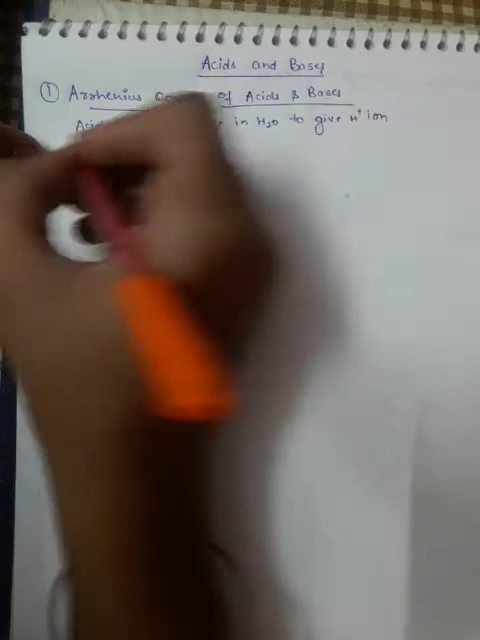 Acids and Bases
① Arrhenius of Acids & Bases
in H₂O to give H⁺ ion